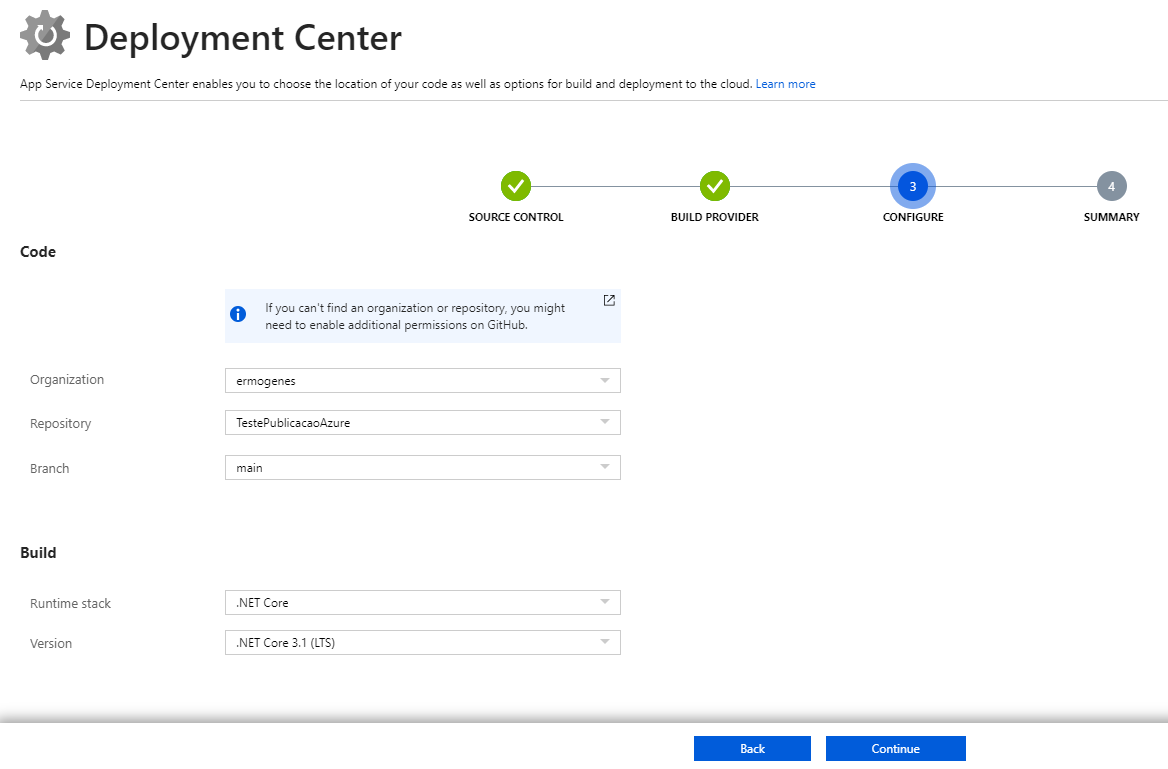 Deployment Center
App Service Deployment Center enables you to choose the location of your code as well as options for build and deployment to the cloud. Learn more
3
4
SOURCE CONTROL
BUILD PROVIDER
CONFIGURE
SUMMARY
Code
If you can't find an organization or repository, you might
need to enable additional permissions on GitHub.
Organization
ermogenes
Repository
TestePublicacaoAzure
Branch
main
Build
Runtime stack
.NET Core
Version
.NET Core 3.1 (LTS)
Back
Continue